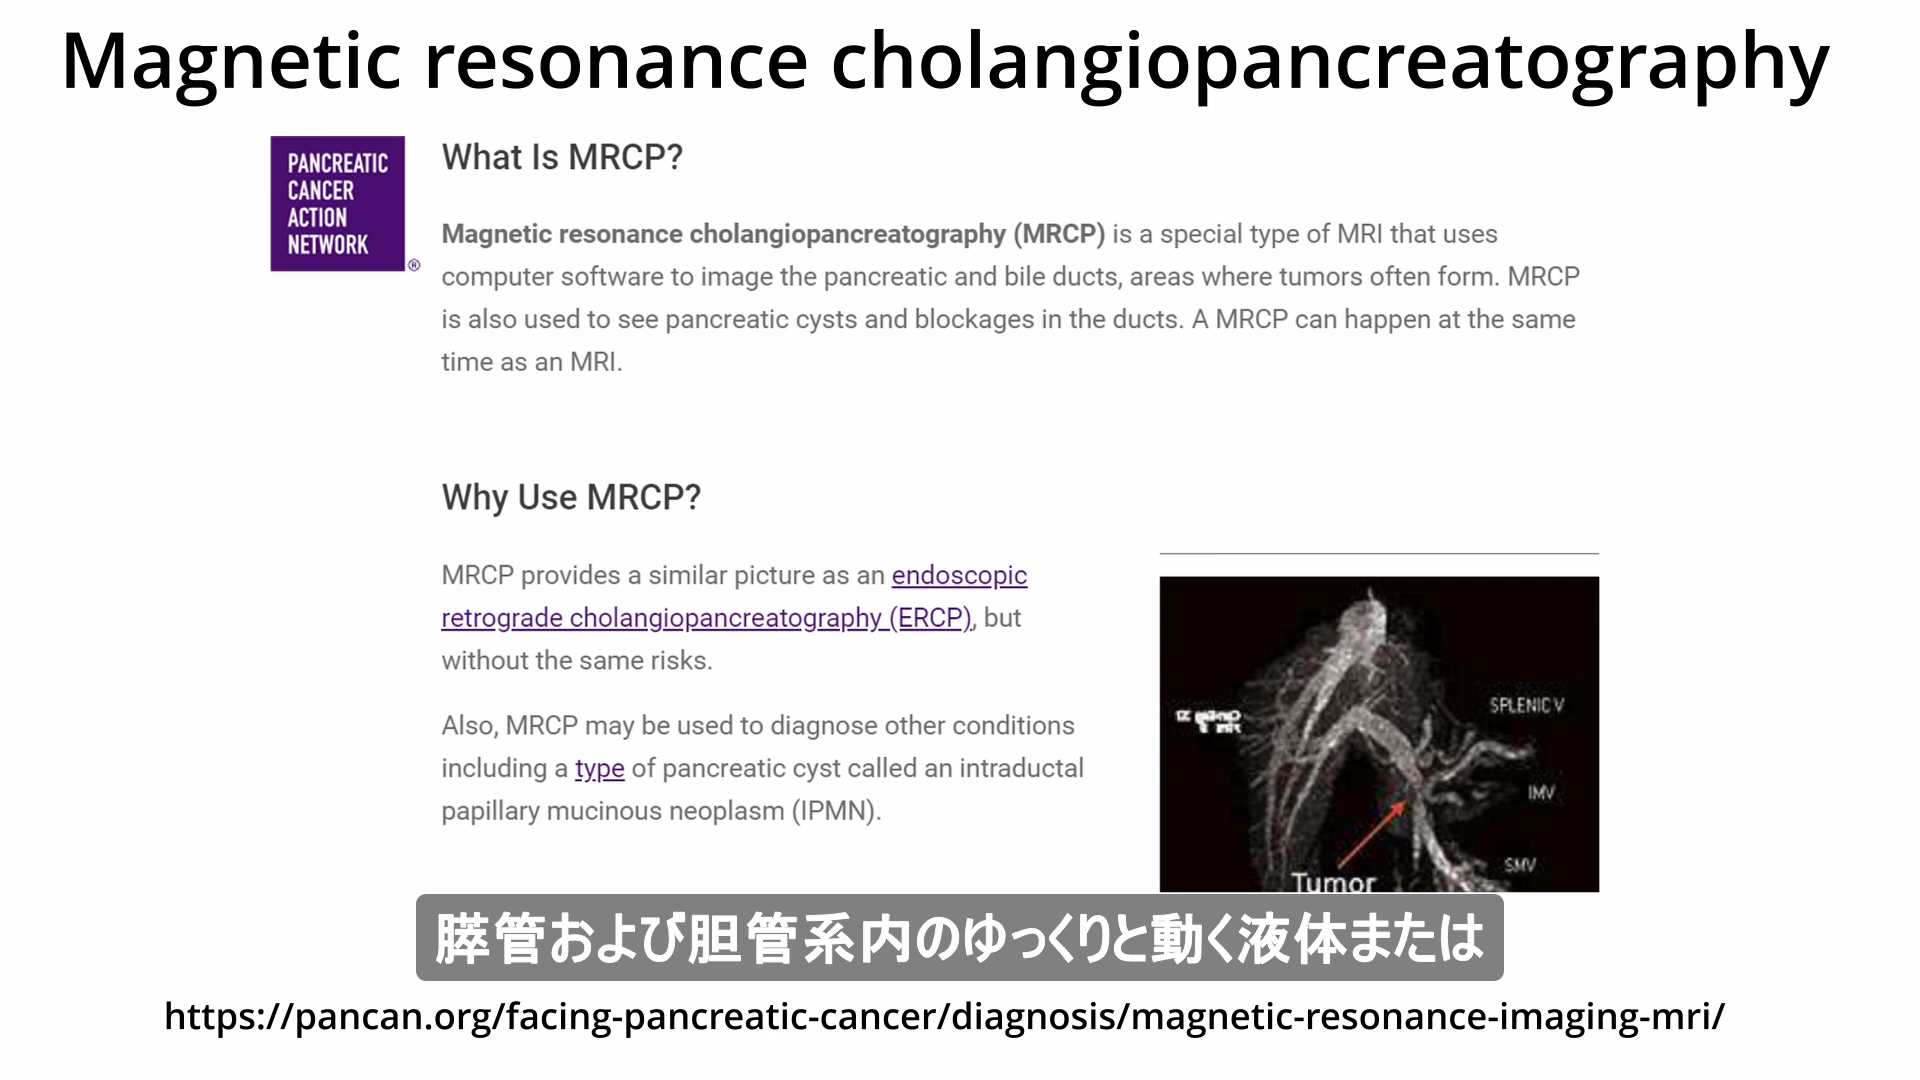 Magnetic resonance cholangiopancreatography
PANCREATIC
CANCER
ACTION
NETWORK
®
What Is MRCP?
Magnetic resonance cholangiopancreatography (MRCP) is a special type of MRI that uses
computer software to image the pancreatic and bile ducts, areas where tumors often form. MRCP
is also used to see pancreatic cysts and blockages in the ducts. A MRCP can happen at the same
time as an MRI.
Why Use MRCP?
MRCP provides a similar picture as an endoscopic
retrograde cholangiopancreatography (ERCP), but
without the same risks.
Also, MRCP may be used to diagnose other conditions
including a type of pancreatic cyst called an intraductal
papillary mucinous neoplasm (IPMN).
SPLENIC V
IMV
SMV
Tumor
膵管および胆管系内のゆっくりと動く液体または
https://pancan.org/facing-pancreatic-cancer/diagnosis/magnetic-resonance-imaging-mri/